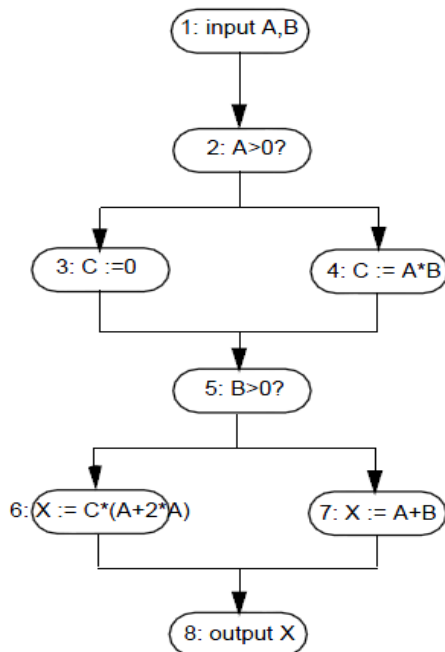 1: input A,B
2: A>0?
3: C :=0
4: C := A*B
5: B>0?
6: X := C*(A+2*A)
7: X := A+B
8: output X